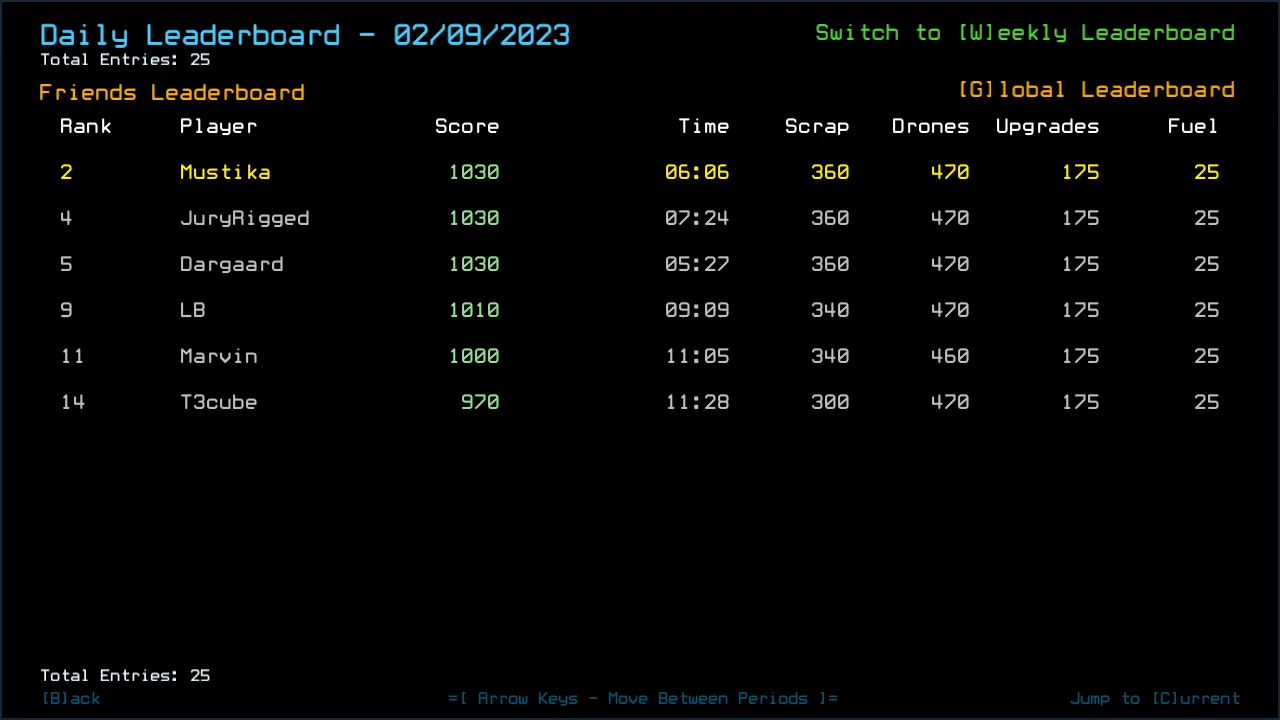 Daily Leaderboard - 02/09/2023 Switch to [W]eekly Leaderboard
Total Entries: 25
Friends Leaderboard [G]lobal Leaderboard
Rank Player Score Time Scrap Drones Upgrades Fuel
2 Mustika 1030 06:06 360 470 175 25
4 JuryRigged 1030 07:24 360 470 175 25
5 Dargaard 1030 05:27 360 470 175 25
9 LB 1010 09:09 340 470 175 25
11 Marvin 1000 11:05 340 460 175 25
14 T3cube 970 11:28 300 470 175 25
Total Entries: 25
[B]ack =[ Arrow Keys - Move Between Periods ]= Jump to [C]urrent